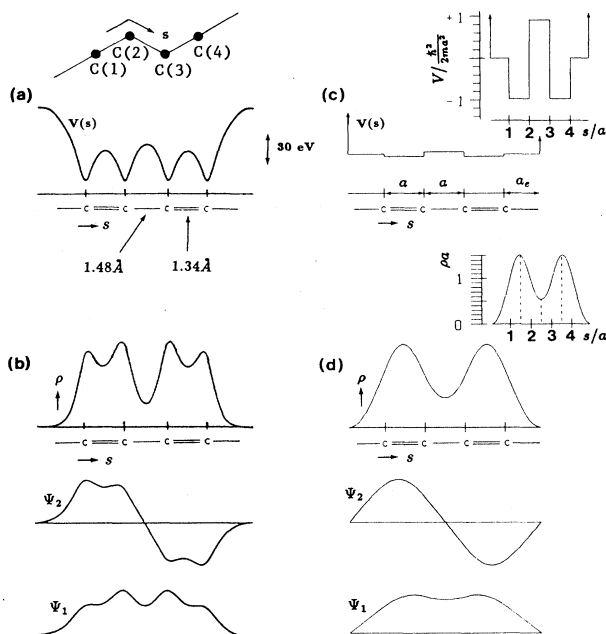 s
C(2)
C(4)
C(1)
C(3)
(a)
V(s)
30 eV
C C C C
s
1.48Å
1.34Å
(b)
ρ
C C C C
s
Ψ₂
Ψ₁
(c)
V/ℏ²/2ma²
+1
-1
1 2 3 4 s/a
V(s)
a a aₑ
C C C C
s
ρa
1
0
1 2 3 4 s/a
(d)
ρ
C C C C
s
Ψ₂
Ψ₁